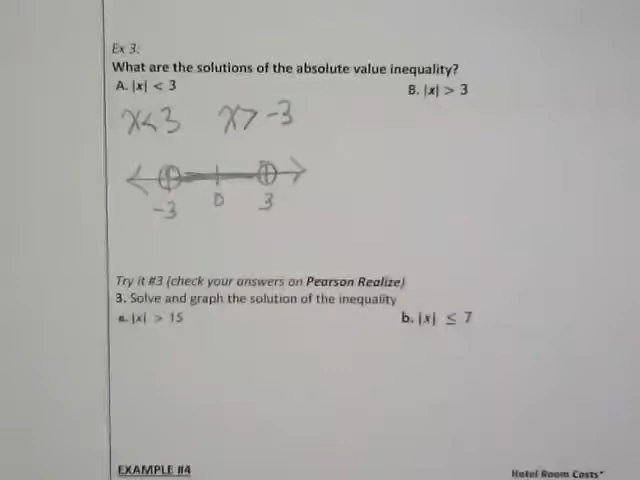 Ex 3:
What are the solutions of the absolute value inequality?
A. |x| < 3
B. |x| > 3
x<3 x>-3
-3 0 3
Try it #3 (check your answers on Pearson Realize)
3. Solve and graph the solution of the inequality
a. |x| > 15
b. |x| ≤ 7
EXAMPLE #4
Hotel Room Costs*